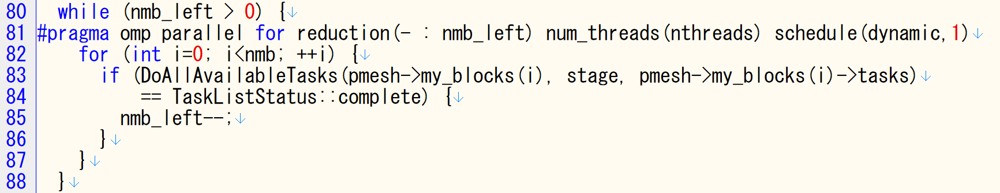 80   while (nmb_left > 0) {↓
81 #pragma omp parallel for reduction(- : nmb_left) num_threads(nthreads) schedule(dynamic,1)↓
82     for (int i=0; i<nmb; ++i) {↓
83       if (DoAllAvailableTasks(pmesh->my_blocks(i), stage, pmesh->my_blocks(i)->tasks)↓
84           == TaskListStatus::complete) {↓
85         nmb_left--;↓
86       }↓
87     }↓
88   }↓